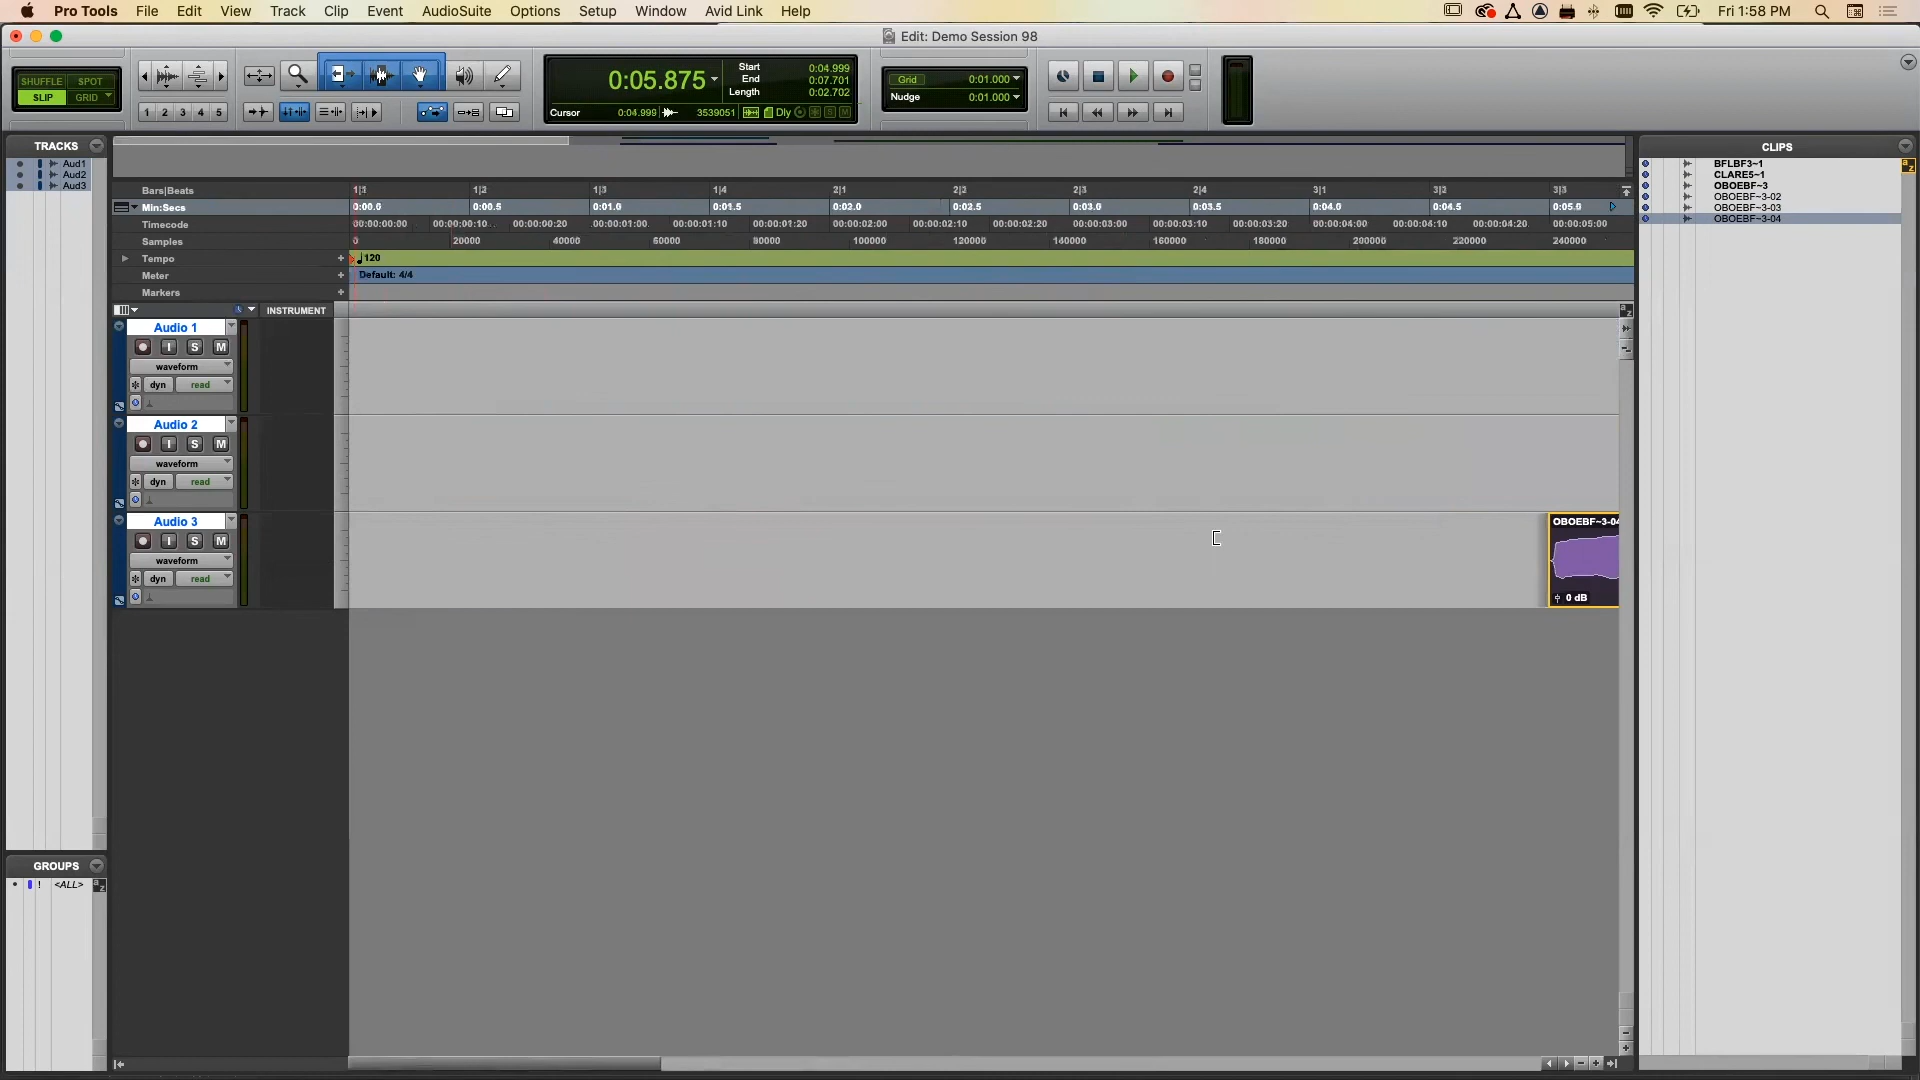 Pro Tools File Edit View Track Clip Event AudioSuite Options Setup Window Avid Link Help Fri 1:58 PM
Edit: Demo Session 98
SHUFFLE SPOT
SLIP GRID
1 2 3 4 5
0:05.875
Start 0:04.999
End 0:07.701
Length 0:02.702
Cursor 0:04.999 3539051 Dly S M
Grid 0:01.000
Nudge 0:01.000
TRACKS
Aud1
Aud2
Aud3
CLIPS
BFLBF3~1
CLARE5~1
OBOEBF~3
OBOEBF~3-02
OBOEBF~3-03
OBOEBF~3-04
Bars|Beats 1|1 1|2 1|3 1|4 2|1 2|2 2|3 2|4 3|1 3|2 3|3
Min:Secs 0:00.0 0:00.5 0:01.0 0:01.5 0:02.0 0:02.5 0:03.0 0:03.5 0:04.0 0:04.5 0:05.0
Timecode 00:00:00:00 00:00:00:10 00:00:00:20 00:00:01:00 00:00:01:10 00:00:01:20 00:00:02:00 00:00:02:10 00:00:02:20 00:00:03:00 00:00:03:10 00:00:03:20 00:00:04:00 00:00:04:10 00:00:04:20 00:00:05:00
Samples 0 20000 40000 60000 80000 100000 120000 140000 160000 180000 200000 220000 240000
Tempo 120
Meter Default: 4/4
Markers
INSTRUMENT
Audio 1
I S M
waveform
dyn read
Audio 2
I S M
waveform
dyn read
Audio 3
I S M
waveform
dyn read
OBOEBF~3-04
0 dB
GROUPS
! <ALL>
a z